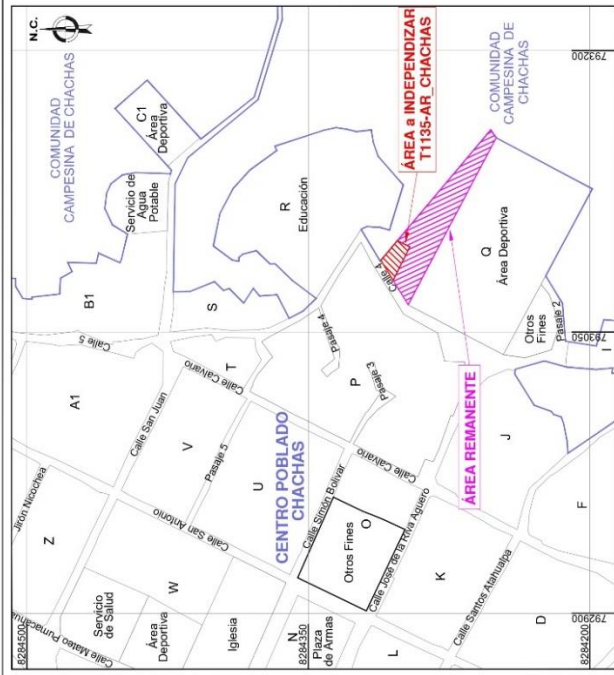 N.C.
COMUNIDAD
CAMPESINA DE CHACHAS
C1
Área
Deportiva
Servicio de
Agua
Potable
B1
Calle 5
S
R
Educación
ÁREA a INDEPENDIZAR
T1135-AR_CHACHAS
COMUNIDAD
CAMPESINA DE
CHACHAS
Calle 4
Q
Área Deportiva
Otros
Fines
Pasaje 2
I
ÁREA REMANENTE
A1
Calle San Juan
T
Calle Calvario
Pasaje 4
P
Pasaje 3
Jirón Nicochea
Z
V
Pasaje 5
U
CENTRO POBLADO
CHACHAS
Calle Simón Bolívar
Calle Calvario
J
F
Calle San Antonio
W
Otros Fines
O
Calle José de la Riva Agüero
K
Calle Santos Atahualpa
D
Calle Mateo Pumacahua
Servicio
de Salud
Área
Deportiva
Iglesia
N
Plaza
de Armas
L
8284500
8284350
8284200
792900
793050
793200